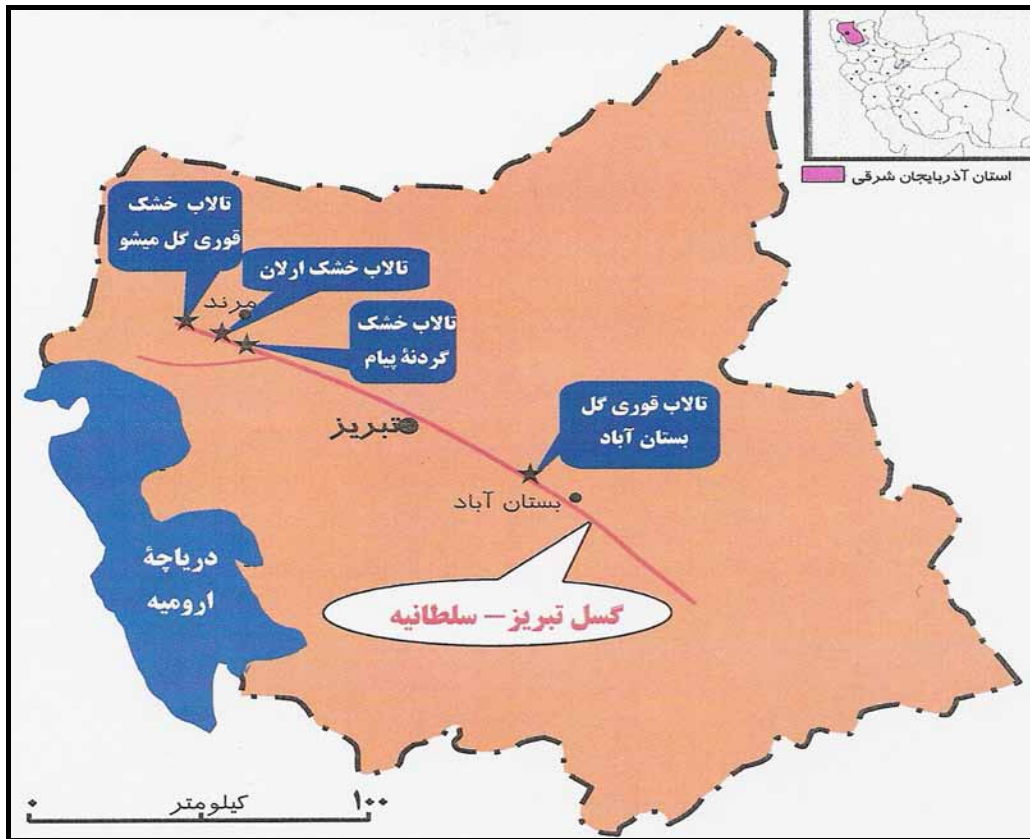 استان آذربایجان شرقی
تالاب خشک
قوری گل میشو
تالاب خشک ارلان
مرند
تالاب خشک
گردنهٔ پیام
تالاب قوری گل
بستان آباد
تبریز
بستان آباد
دریاچهٔ
ارومیه
گسل تبریز – سلطانیه
۰ کیلومتر ۱۰۰